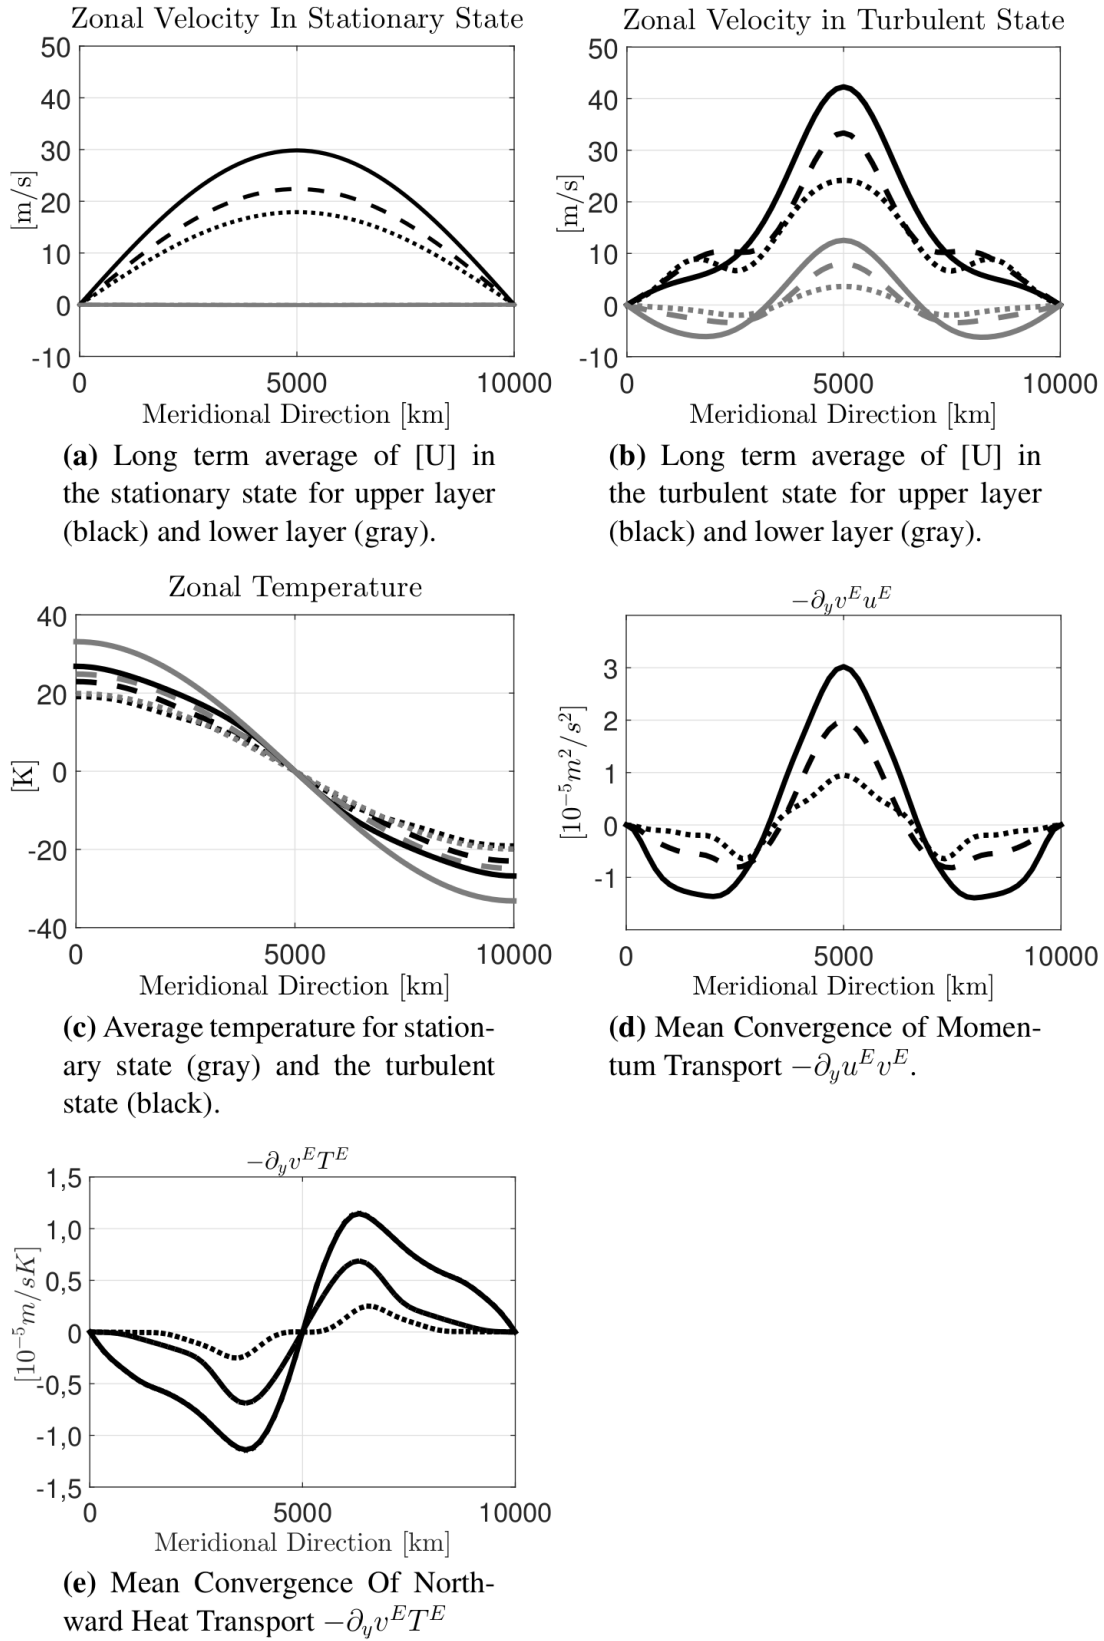 Zonal Velocity In Stationary State
50
40
30
20
10
0
-10
[m/s]
0 5000 10000
Meridional Direction [km]
(a) Long term average of [U] in
the stationary state for upper layer
(black) and lower layer (gray).
Zonal Velocity in Turbulent State
50
40
30
20
10
0
-10
[m/s]
0 5000 10000
Meridional Direction [km]
(b) Long term average of [U] in
the turbulent state for upper layer
(black) and lower layer (gray).
Zonal Temperature
40
20
0
-20
-40
[K]
0 5000 10000
Meridional Direction [km]
(c) Average temperature for station-
ary state (gray) and the turbulent
state (black).
−∂_y v^E u^E
3
2
1
0
-1
[10^{−5} m^2/s^2]
0 5000 10000
Meridional Direction [km]
(d) Mean Convergence of Momen-
tum Transport −∂_y u^E v^E.
−∂_y v^E T^E
1,5
1,0
0,5
0
-0,5
-1,0
-1,5
[10^{−5} m/sK]
0 5000 10000
Meridional Direction [km]
(e) Mean Convergence Of North-
ward Heat Transport −∂_y v^E T^E